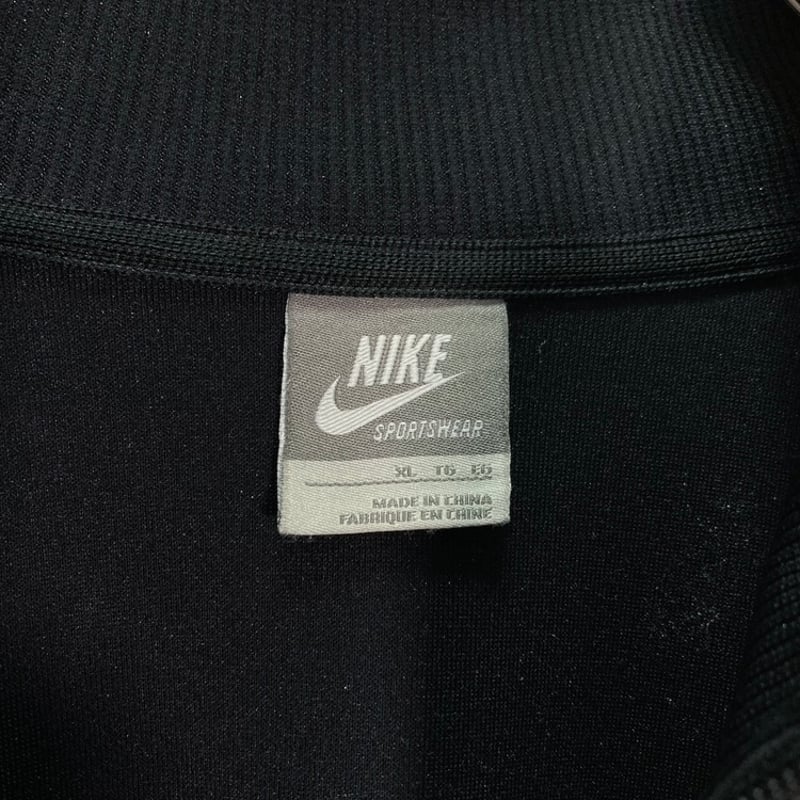 NIKE
SPORTSWEAR
XL TG EG
MADE IN CHINA
FABRIQUE EN CHINE